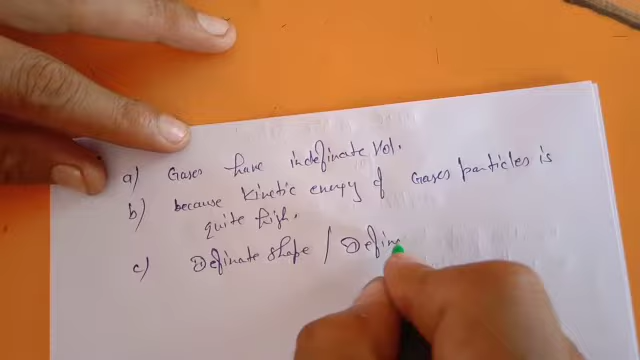 a) Gases have indefinate Vol.
b) because kinetic energy of Gases particles is
quite high.
c) Definate shape / Defin